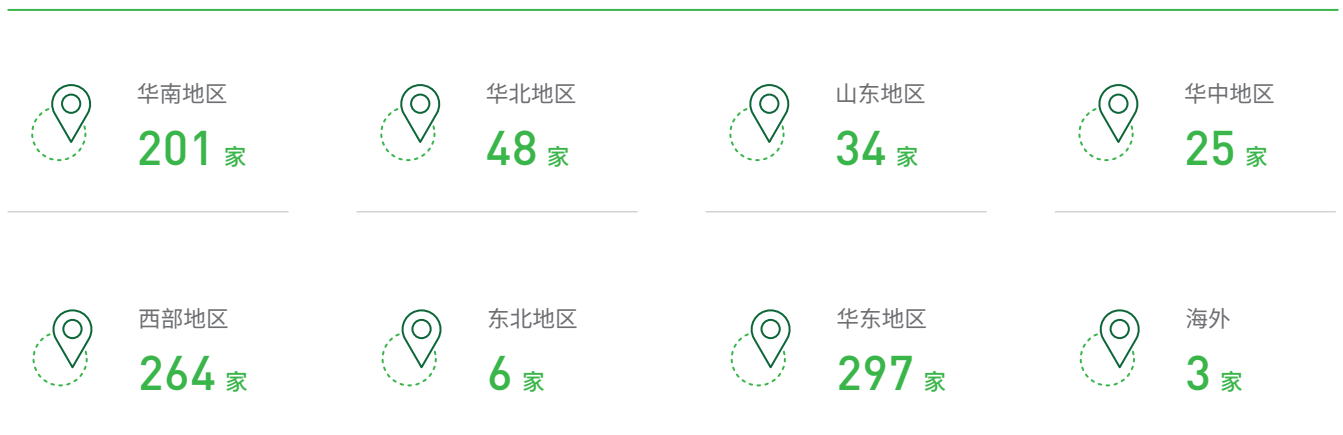 华南地区
201 家
华北地区
48 家
山东地区
34 家
华中地区
25 家
西部地区
264 家
东北地区
6 家
华东地区
297 家
海外
3 家